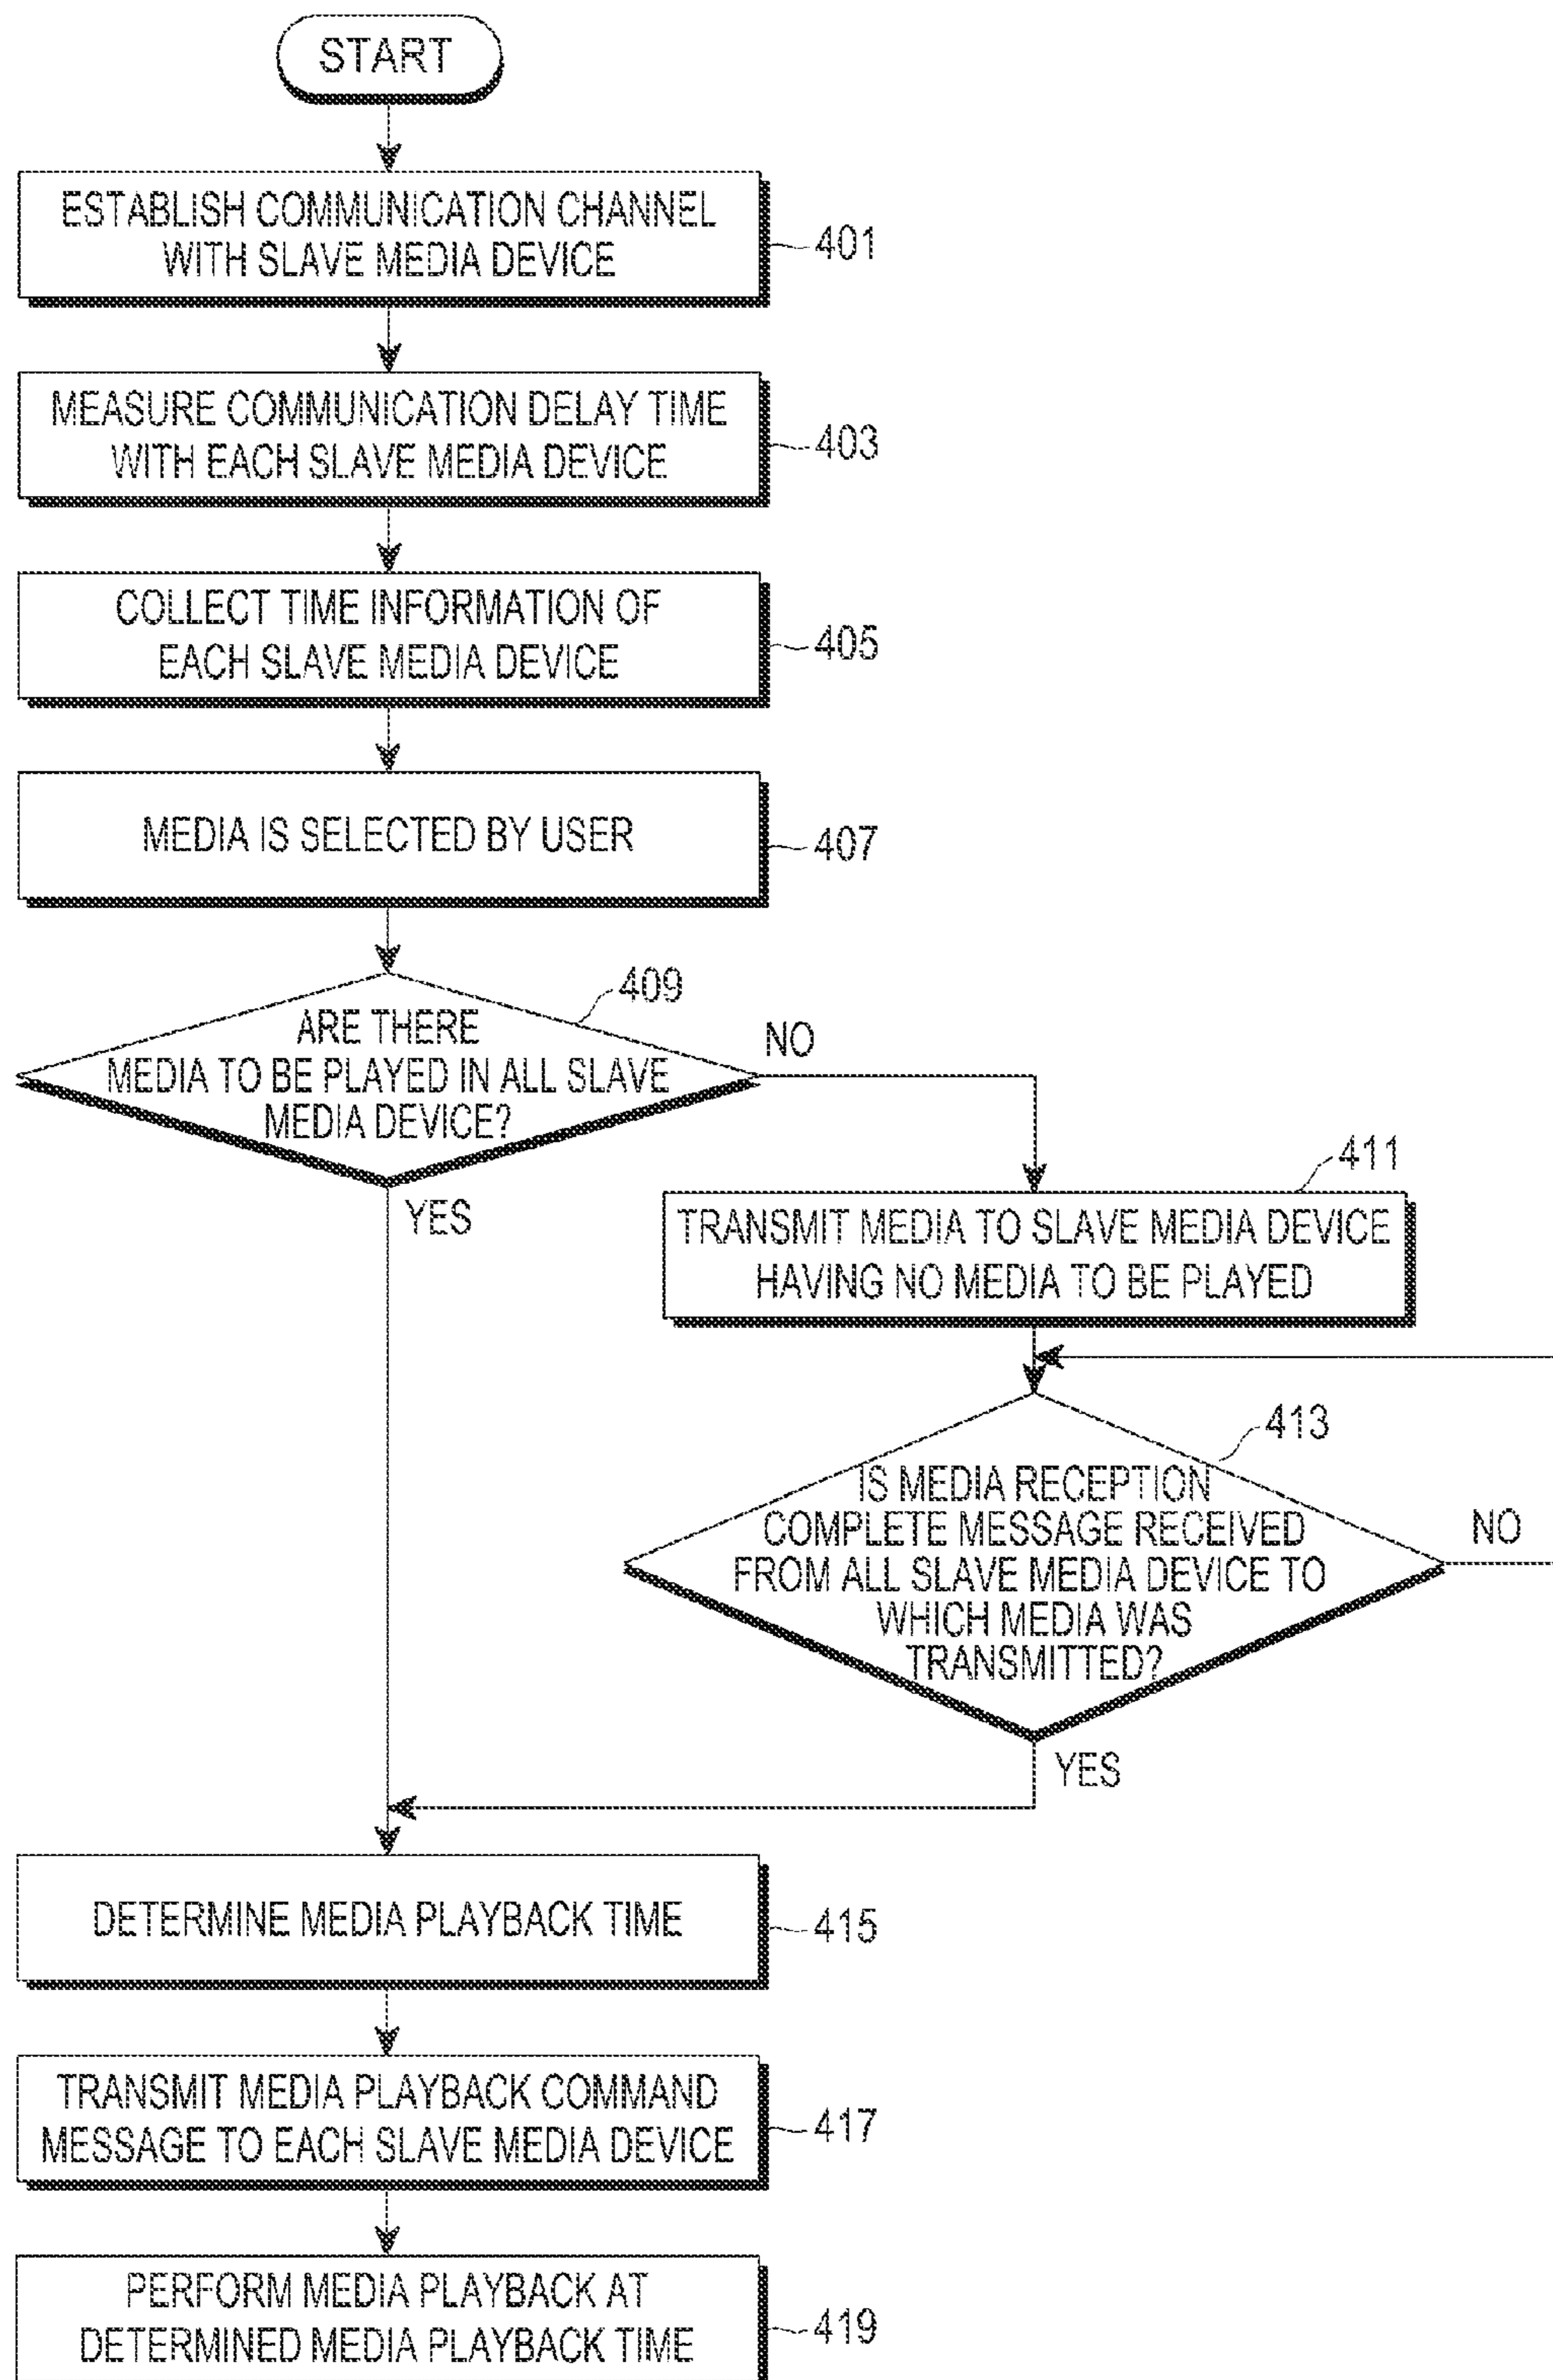 START
ESTABLISH COMMUNICATION CHANNEL
WITH SLAVE MEDIA DEVICE
401
MEASURE COMMUNICATION DELAY TIME
WITH EACH SLAVE MEDIA DEVICE
403
COLLECT TIME INFORMATION OF
EACH SLAVE MEDIA DEVICE
405
MEDIA IS SELECTED BY USER
407
409
ARE THERE
MEDIA TO BE PLAYED IN ALL SLAVE
MEDIA DEVICE?
NO
YES
411
TRANSMIT MEDIA TO SLAVE MEDIA DEVICE
HAVING NO MEDIA TO BE PLAYED
413
IS MEDIA RECEPTION
COMPLETE MESSAGE RECEIVED
FROM ALL SLAVE MEDIA DEVICE TO
WHICH MEDIA WAS
TRANSMITTED?
NO
YES
DETERMINE MEDIA PLAYBACK TIME
415
TRANSMIT MEDIA PLAYBACK COMMAND
MESSAGE TO EACH SLAVE MEDIA DEVICE
417
PERFORM MEDIA PLAYBACK AT
DETERMINED MEDIA PLAYBACK TIME
419